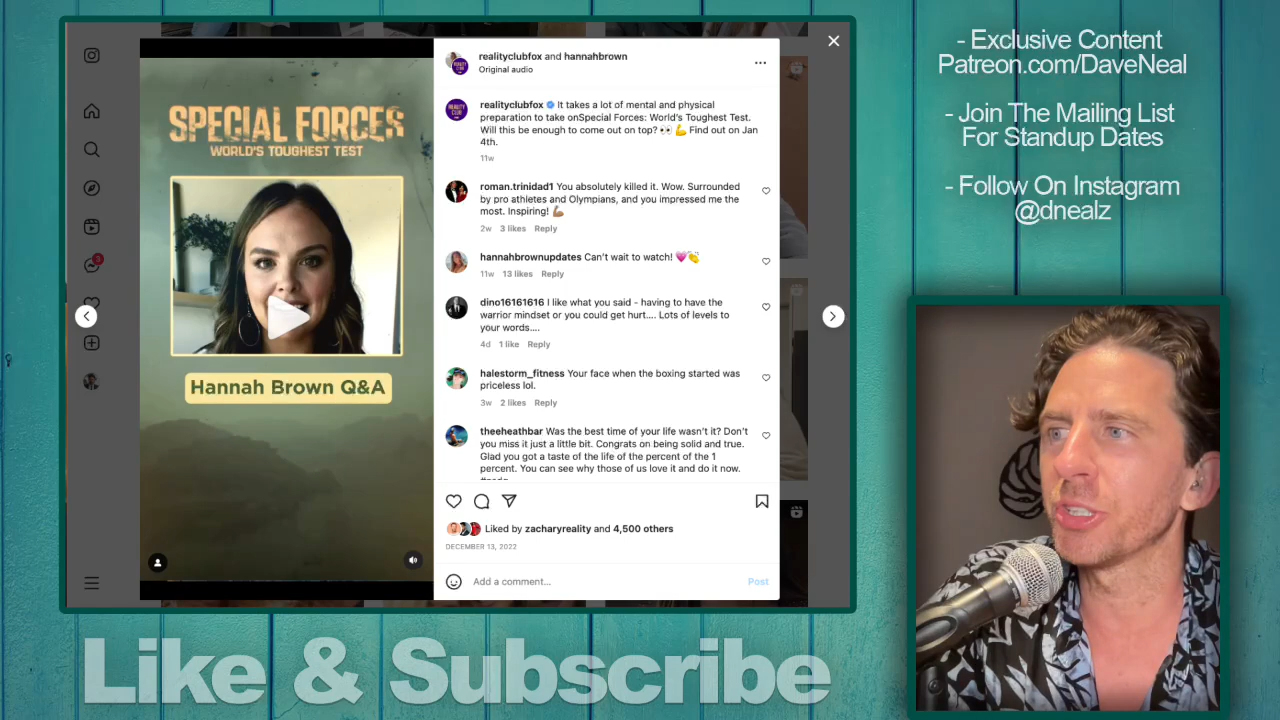 - Exclusive Content
Patreon.com/DaveNeal
- Join The Mailing List
For Standup Dates
- Follow On Instagram
@dnealz
SPECIAL FORCES
WORLD'S TOUGHEST TEST
Hannah Brown Q&A
realityclubfox and hannahbrown
Original audio
realityclubfox It takes a lot of mental and physical
preparation to take onSpecial Forces: World's Toughest Test.
Will this be enough to come out on top? 👀 💪 Find out on Jan
4th.
11w
roman.trinidad1 You absolutely killed it. Wow. Surrounded
by pro athletes and Olympians, and you impressed me the
most. Inspiring! 💪🏽
2w 3 likes Reply
hannahbrownupdates Can't wait to watch! 💗👏
11w 13 likes Reply
dino16161616 I like what you said - having to have the
warrior mindset or you could get hurt.... Lots of levels to
your words....
4d 1 like Reply
halestorm_fitness Your face when the boxing started was
priceless lol.
3w 2 likes Reply
theeheathbar Was the best time of your life wasn't it? Don't
you miss it just a little bit. Congrats on being solid and true.
Glad you got a taste of the life of the percent of the 1
percent. You can see why those of us love it and do it now.
Liked by zacharyreality and 4,500 others
DECEMBER 13, 2022
Add a comment...
Post
Like & Subscribe